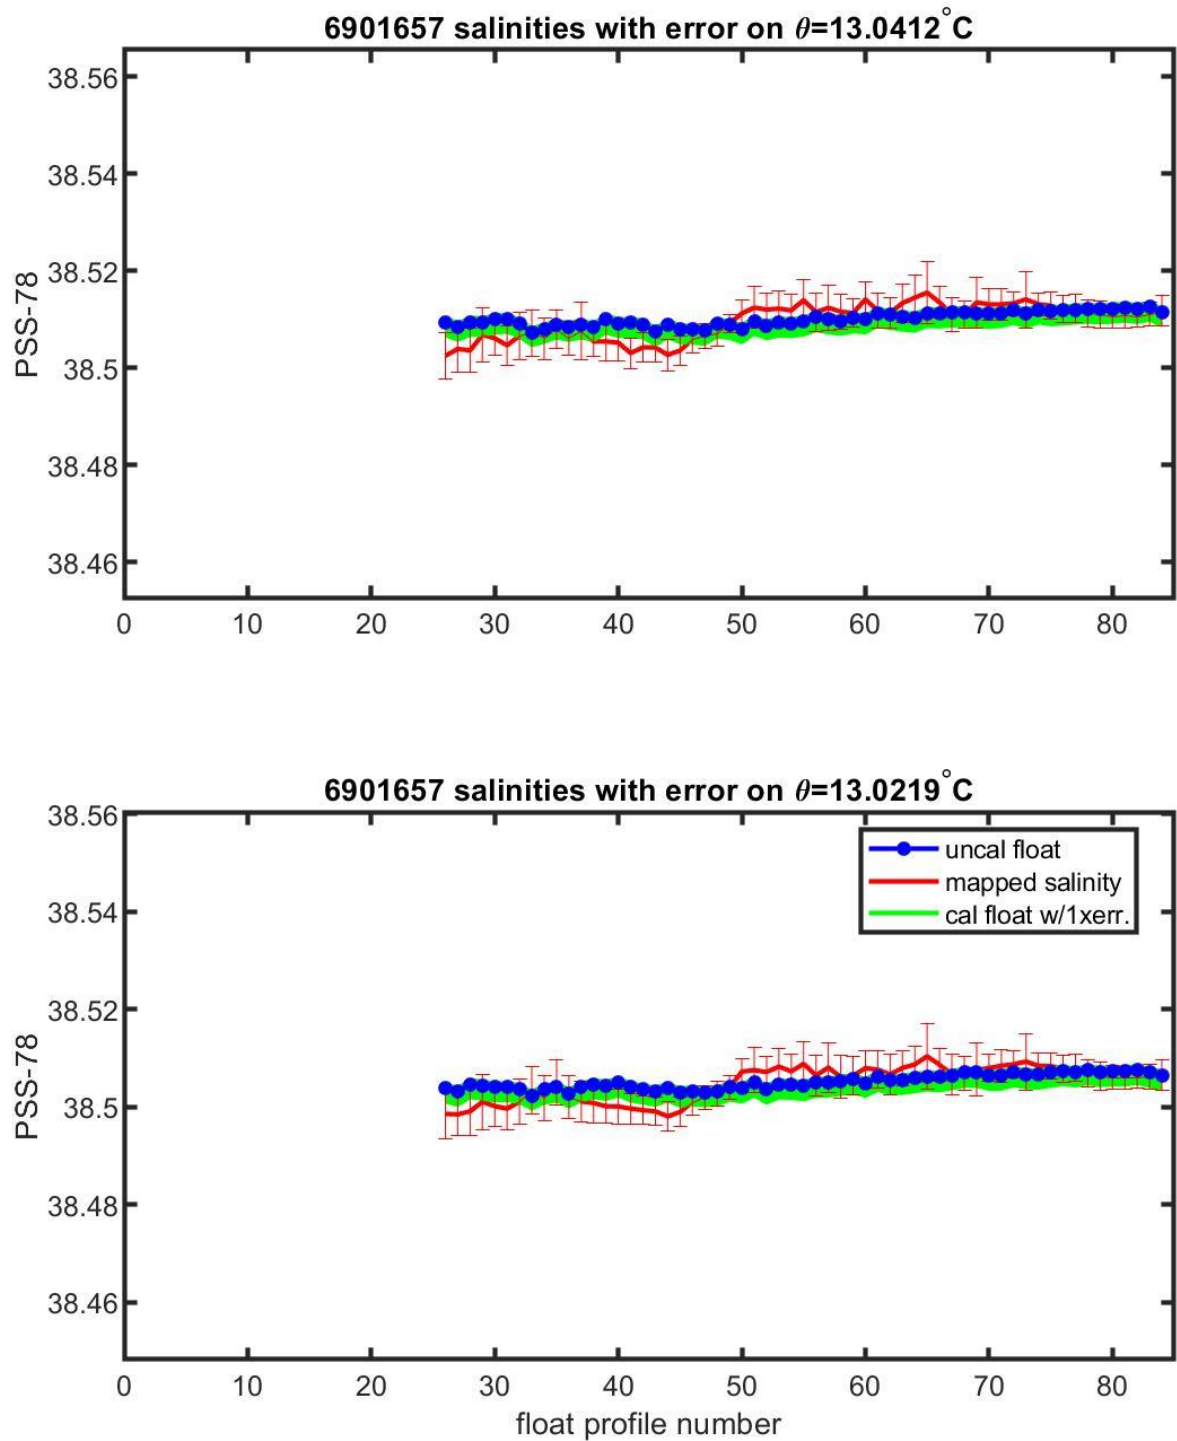 6901657 salinities with error on θ=13.0412°C
PSS-78
38.56
38.54
38.52
38.5
38.48
38.46
0 10 20 30 40 50 60 70 80
6901657 salinities with error on θ=13.0219°C
PSS-78
38.56
38.54
38.52
38.5
38.48
38.46
uncal float
mapped salinity
cal float w/1xerr.
0 10 20 30 40 50 60 70 80
float profile number